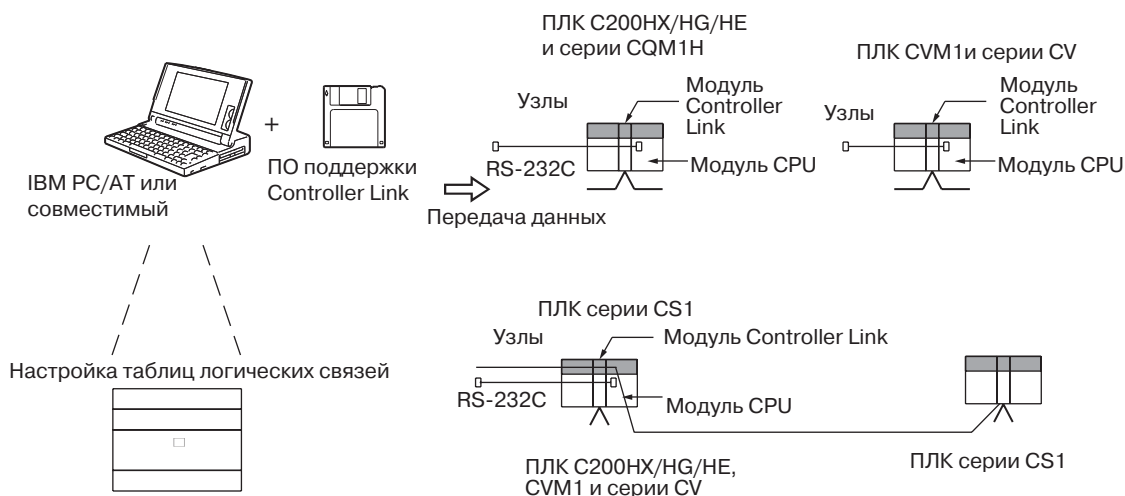 ПЛК C200HX/HG/HE
и серии CQM1H
ПЛК CVM1и серии CV
Узлы
Модуль
Controller
Link
Узлы
Модуль
Controller
Link
+
RS-232C
Модуль CPU
Модуль CPU
IBM PC/AT или
совместимый
ПО поддержки
Controller Link
Передача данных
ПЛК серии CS1
Узлы
Модуль Controller Link
Настройка таблиц логических связей
RS-232C
Модуль CPU
ПЛК C200HX/HG/HE,
CVM1 и серии CV
ПЛК серии CS1